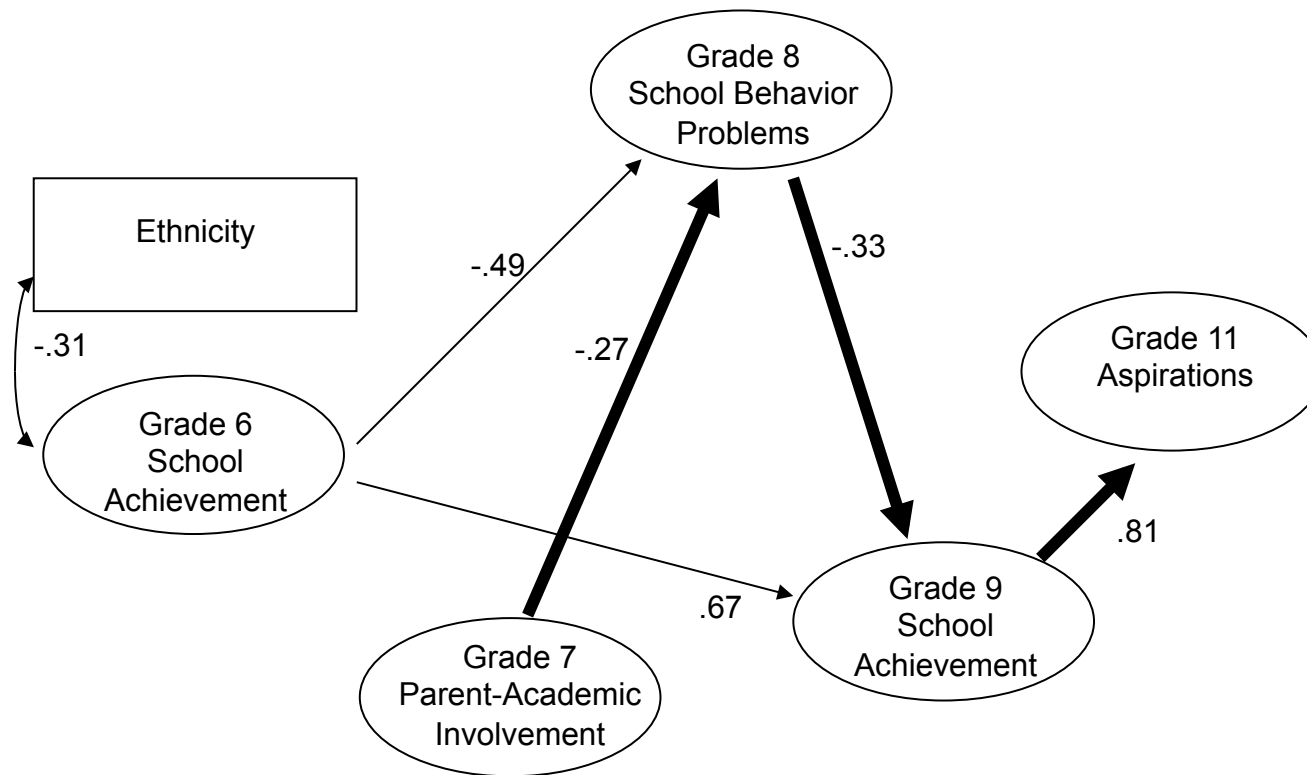 Grade 8
School Behavior
Problems
Ethnicity
-.49
-.33
-.31
-.27
Grade 11
Aspirations
Grade 6
School
Achievement
.81
.67
Grade 9
School
Achievement
Grade 7
Parent-Academic
Involvement